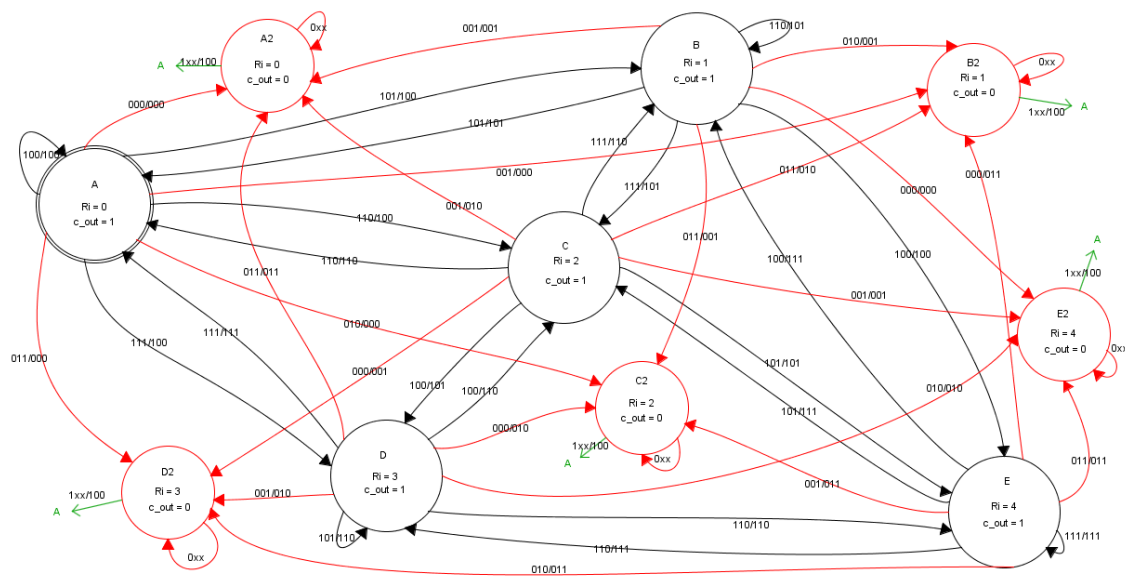 A2
Ri = 0
c_out = 0
0xx
A
1xx/100
001/001
B
Ri = 1
c_out = 1
110/101
010/001
B2
Ri = 1
c_out = 0
0xx
A
1xx/100
000/000
101/100
101/101
100/100
A
Ri = 0
c_out = 1
001/000
111/110
111/101
011/010
000/011
000/000
001/010
110/100
110/110
C
Ri = 2
c_out = 1
011/001
100/111
100/100
A
1xx/100
011/011
001/001
E2
Ri = 4
c_out = 0
0xx
010/000
111/111
111/100
011/000
000/001
100/101
100/110
101/101
101/111
010/010
C2
Ri = 2
c_out = 0
0xx
1xx/100
A
000/010
D
Ri = 3
c_out = 1
101/110
001/010
D2
Ri = 3
c_out = 0
0xx
1xx/100
A
001/011
011/011
E
Ri = 4
c_out = 1
111/111
110/110
110/111
010/011